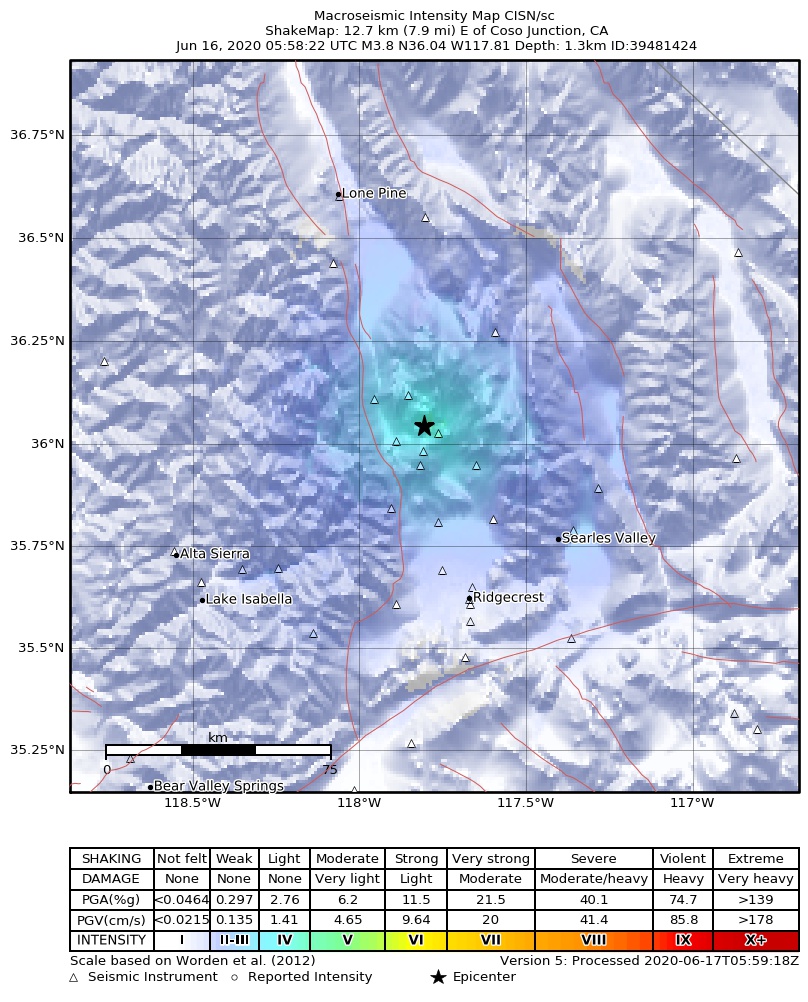 Macroseismic Intensity Map CISN/sc
ShakeMap: 12.7 km (7.9 mi) E of Coso Junction, CA
Jun 16, 2020 05:58:22 UTC M3.8 N36.04 W117.81 Depth: 1.3km ID:39481424
36.75°N
Lone Pine
36.5°N
36.25°N
36°N
35.75°N
Searles Valley
Alta Sierra
Lake Isabella
Ridgecrest
35.5°N
35.25°N
km
0 75
Bear Valley Springs
118.5°W 118°W 117.5°W 117°W
SHAKING Not felt Weak Light Moderate Strong Very strong Severe Violent Extreme
DAMAGE None None None Very light Light Moderate Moderate/heavy Heavy Very heavy
PGA(%g) <0.0464 0.297 2.76 6.2 11.5 21.5 40.1 74.7 >139
PGV(cm/s) <0.0215 0.135 1.41 4.65 9.64 20 41.4 85.8 >178
INTENSITY I II-III IV V VI VII VIII IX X+
Scale based on Worden et al. (2012) Version 5: Processed 2020-06-17T05:59:18Z
△ Seismic Instrument ○ Reported Intensity ★ Epicenter